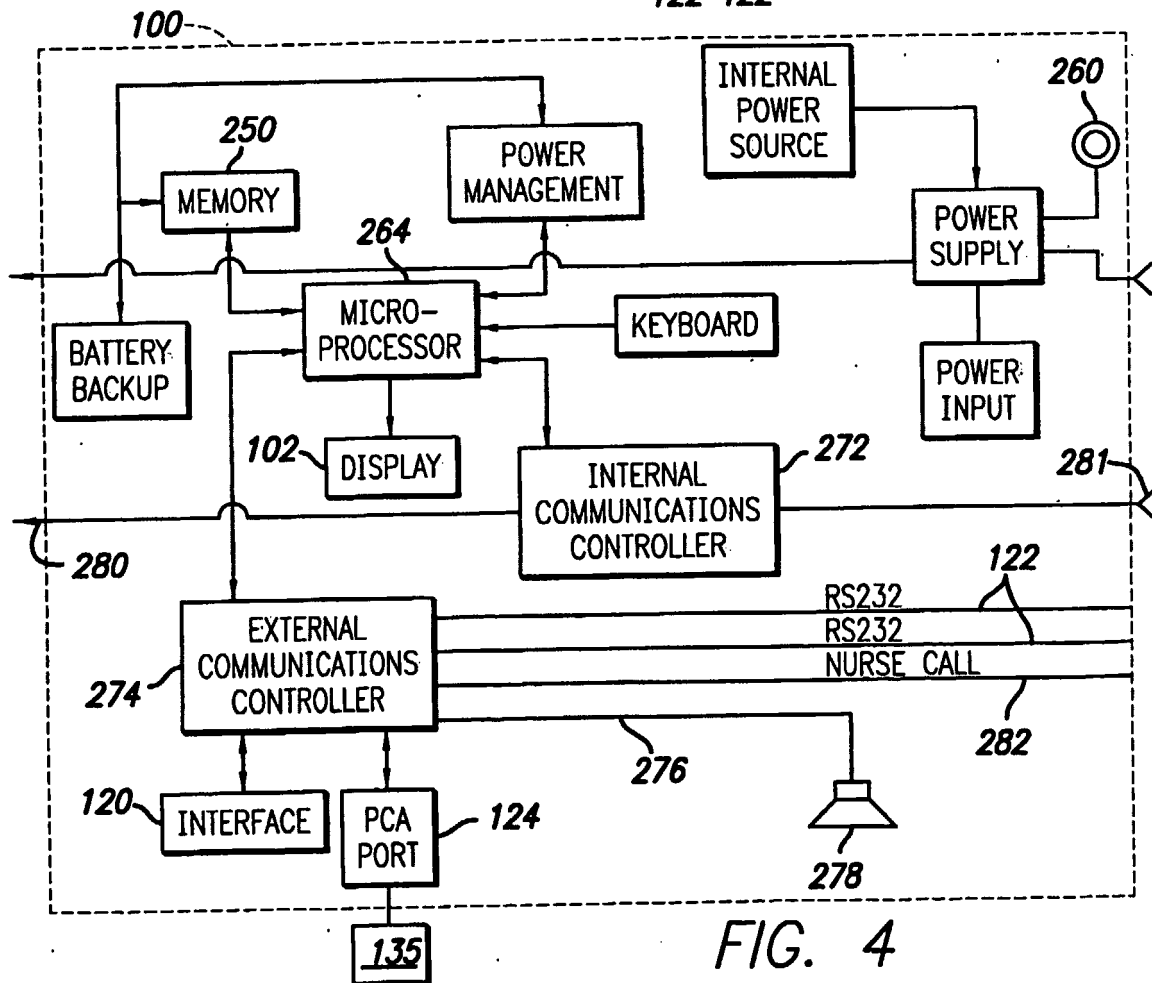 122 122
100
INTERNAL
POWER
SOURCE
260
250
POWER
MANAGEMENT
MEMORY
POWER
SUPPLY
264
MICRO-
PROCESSOR
KEYBOARD
BATTERY
BACKUP
POWER
INPUT
102
DISPLAY
272
INTERNAL
COMMUNICATIONS
CONTROLLER
281
280
122
RS232
EXTERNAL
COMMUNICATIONS
CONTROLLER
RS232
NURSE CALL
274
282
276
120
INTERFACE
PCA
PORT
124
278
135
FIG. 4